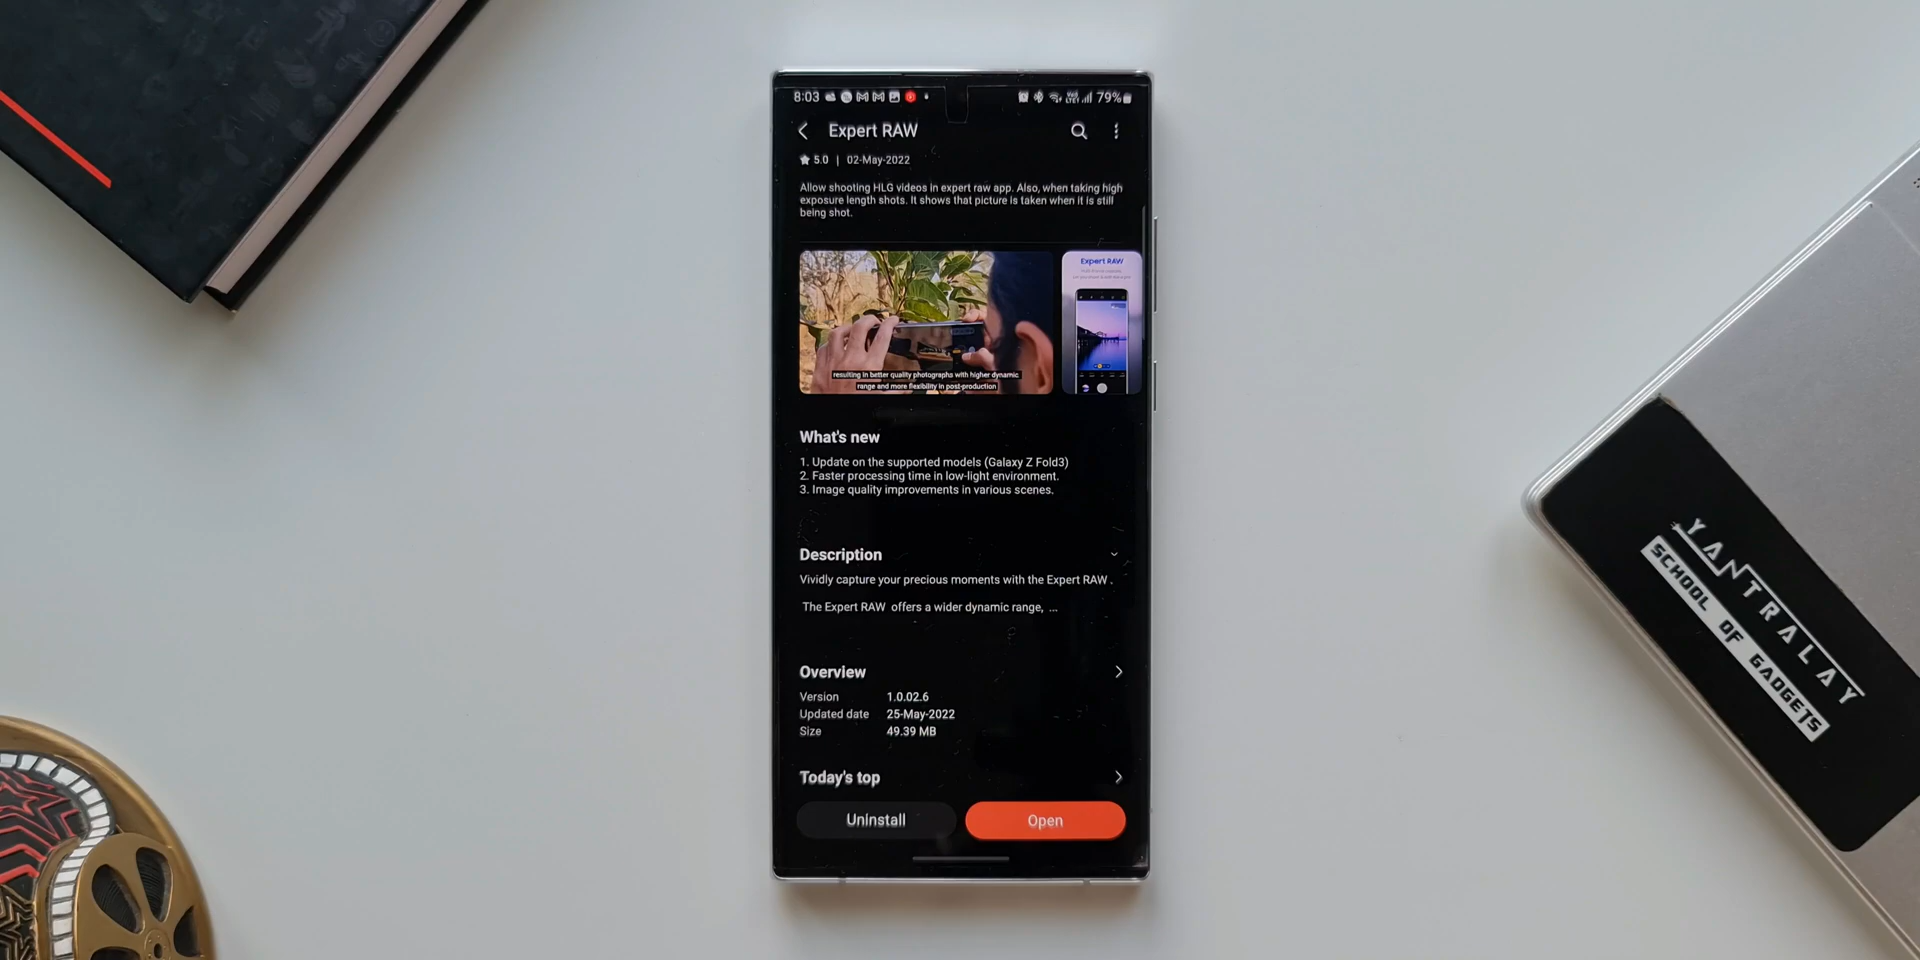 8:03
79%
Expert RAW
5.0 | 02-May-2022
Allow shooting HLG videos in expert raw app. Also, when taking high
exposure length shots. It shows that picture is taken when it is still
being shot.
resulting in better quality photographs with higher dynamic
range and more flexibility in post-production
Expert RAW
What's new
1. Update on the supported models (Galaxy Z Fold3)
2. Faster processing time in low-light environment.
3. Image quality improvements in various scenes.
Description
Vividly capture your precious moments with the Expert RAW .
The Expert RAW offers a wider dynamic range, ...
Overview
Version 1.0.02.6
Updated date 25-May-2022
Size 49.39 MB
Today's top
Uninstall
Open
YANTRALAY
SCHOOL OF GADGETS